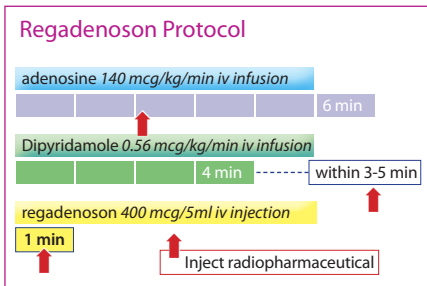 Regadenoson Protocol
adenosine 140 mcg/kg/min iv infusion
6 min
Dipyridamole 0.56 mcg/kg/min iv infusion
4 min
within 3-5 min
regadenoson 400 mcg/5ml iv injection
1 min
Inject radiopharmaceutical